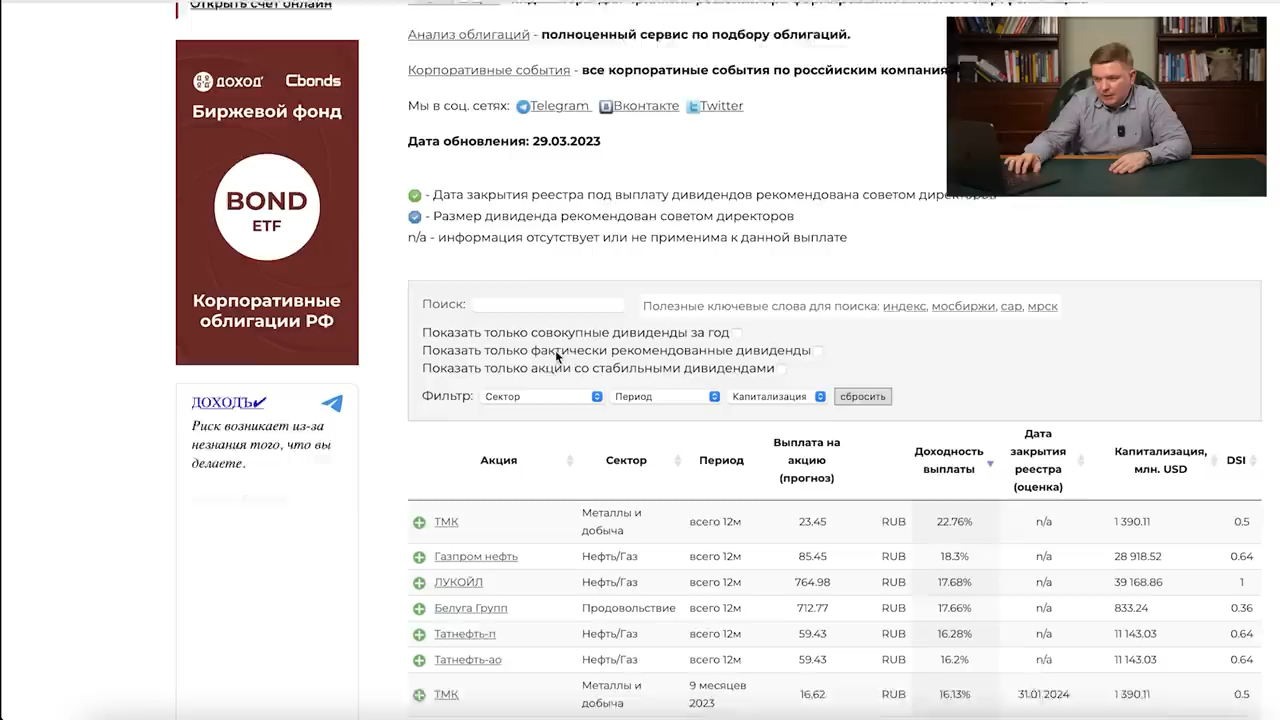 Открыть счет онлайн
ДОХОДЪ Cbonds
Биржевой фонд
BOND
ETF
Корпоративные
облигации РФ
ДОХОДЪ✔
Риск возникает из-за
незнания того, что вы
делаете.
Анализ облигаций - полноценный сервис по подбору облигаций.
Корпоративные события - все корпоратиные события по россйиским компания
Мы в соц. сетях: Telegram Вконтакте Twitter
Дата обновления: 29.03.2023
- Дата закрытия реестра под выплату дивидендов рекомендована советом директоров
- Размер дивиденда рекомендован советом директоров
n/a - информация отсутствует или не применима к данной выплате
Поиск: Полезные ключевые слова для поиска: индекс, мосбиржи, сар, мрск
Показать только совокупные дивиденды за год
Показать только фактически рекомендованные дивиденды
Показать только акции со стабильными дивидендами
Фильтр: Сектор Период Капитализация сбросить
Акция Сектор Период Выплата на акцию (прогноз) Доходность выплаты Дата закрытия реестра (оценка) Капитализация, млн. USD DSI
ТМК Металлы и добыча всего 12м 23.45 RUB 22.76% n/a 1 390.11 0.5
Газпром нефть Нефть/Газ всего 12м 85.45 RUB 18.3% n/a 28 918.52 0.64
ЛУКОЙЛ Нефть/Газ всего 12м 764.98 RUB 17.68% n/a 39 168.86 1
Белуга Групп Продовольствие всего 12м 712.77 RUB 17.66% n/a 833.24 0.36
Татнефть-п Нефть/Газ всего 12м 59.43 RUB 16.28% n/a 11 143.03 0.64
Татнефть-ао Нефть/Газ всего 12м 59.43 RUB 16.2% n/a 11 143.03 0.64
ТМК Металлы и добыча 9 месяцев 2023 16.62 RUB 16.13% 31.01.2024 1 390.11 0.5